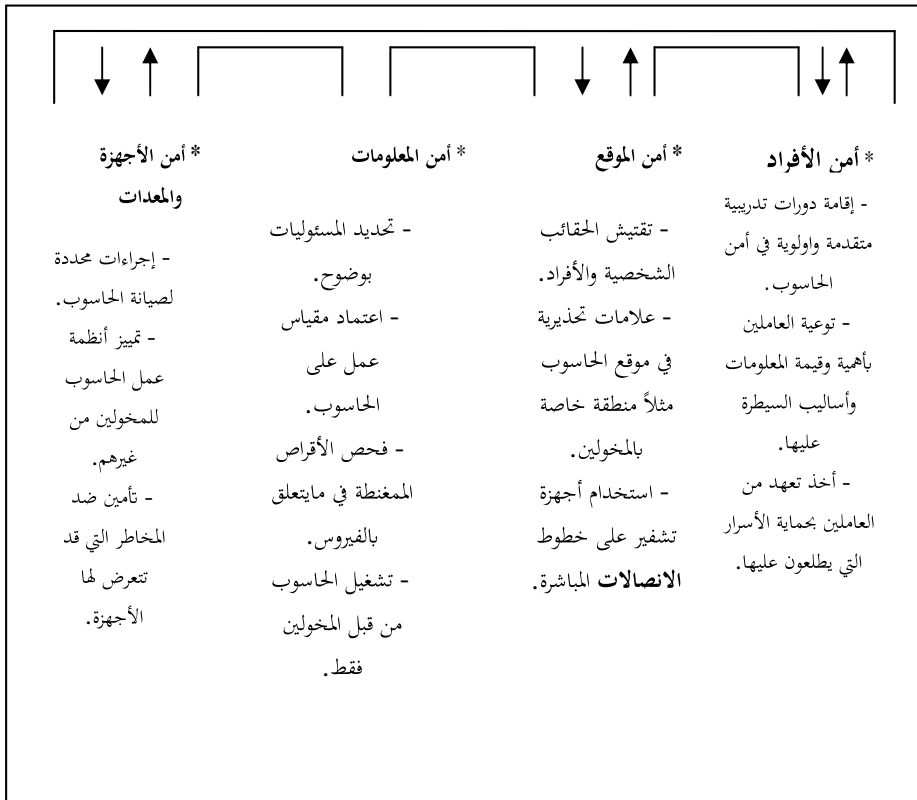 * أمن الأفراد
- إقامة دورات تدريبية
متقدمة واولوية في أمن
الحاسوب.
- توعية العاملين
بأهمية وقيمة المعلومات
وأساليب السيطرة
عليها.
- أخذ تعهد من
العاملين بحماية الأسرار
التي يطلعون عليها.
* أمن الموقع
- تقتيش الحقائب
الشخصية والأفراد.
- علامات تحذيرية
في موقع الحاسوب
مثلاً منطقة خاصة
بالمخولين.
- استخدام أجهزة
تشفير على خطوط
الانصالات المباشرة.
* أمن المعلومات
- تحديد المسئوليات
بوضوح.
- اعتماد مقياس
عمل على
الحاسوب.
- فحص الأقراص
الممغنطة في مايتعلق
بالفيروس.
- تشغيل الحاسوب
من قبل المخولين
فقط.
* أمن الأجهزة
والمعدات
- إجراءات محددة
لصيانة الحاسوب.
- تمييز أنظمة
عمل الحاسوب
للمخولين من
غيرهم.
- تأمين ضد
المخاطر التي قد
تتعرض لها
الأجهزة.